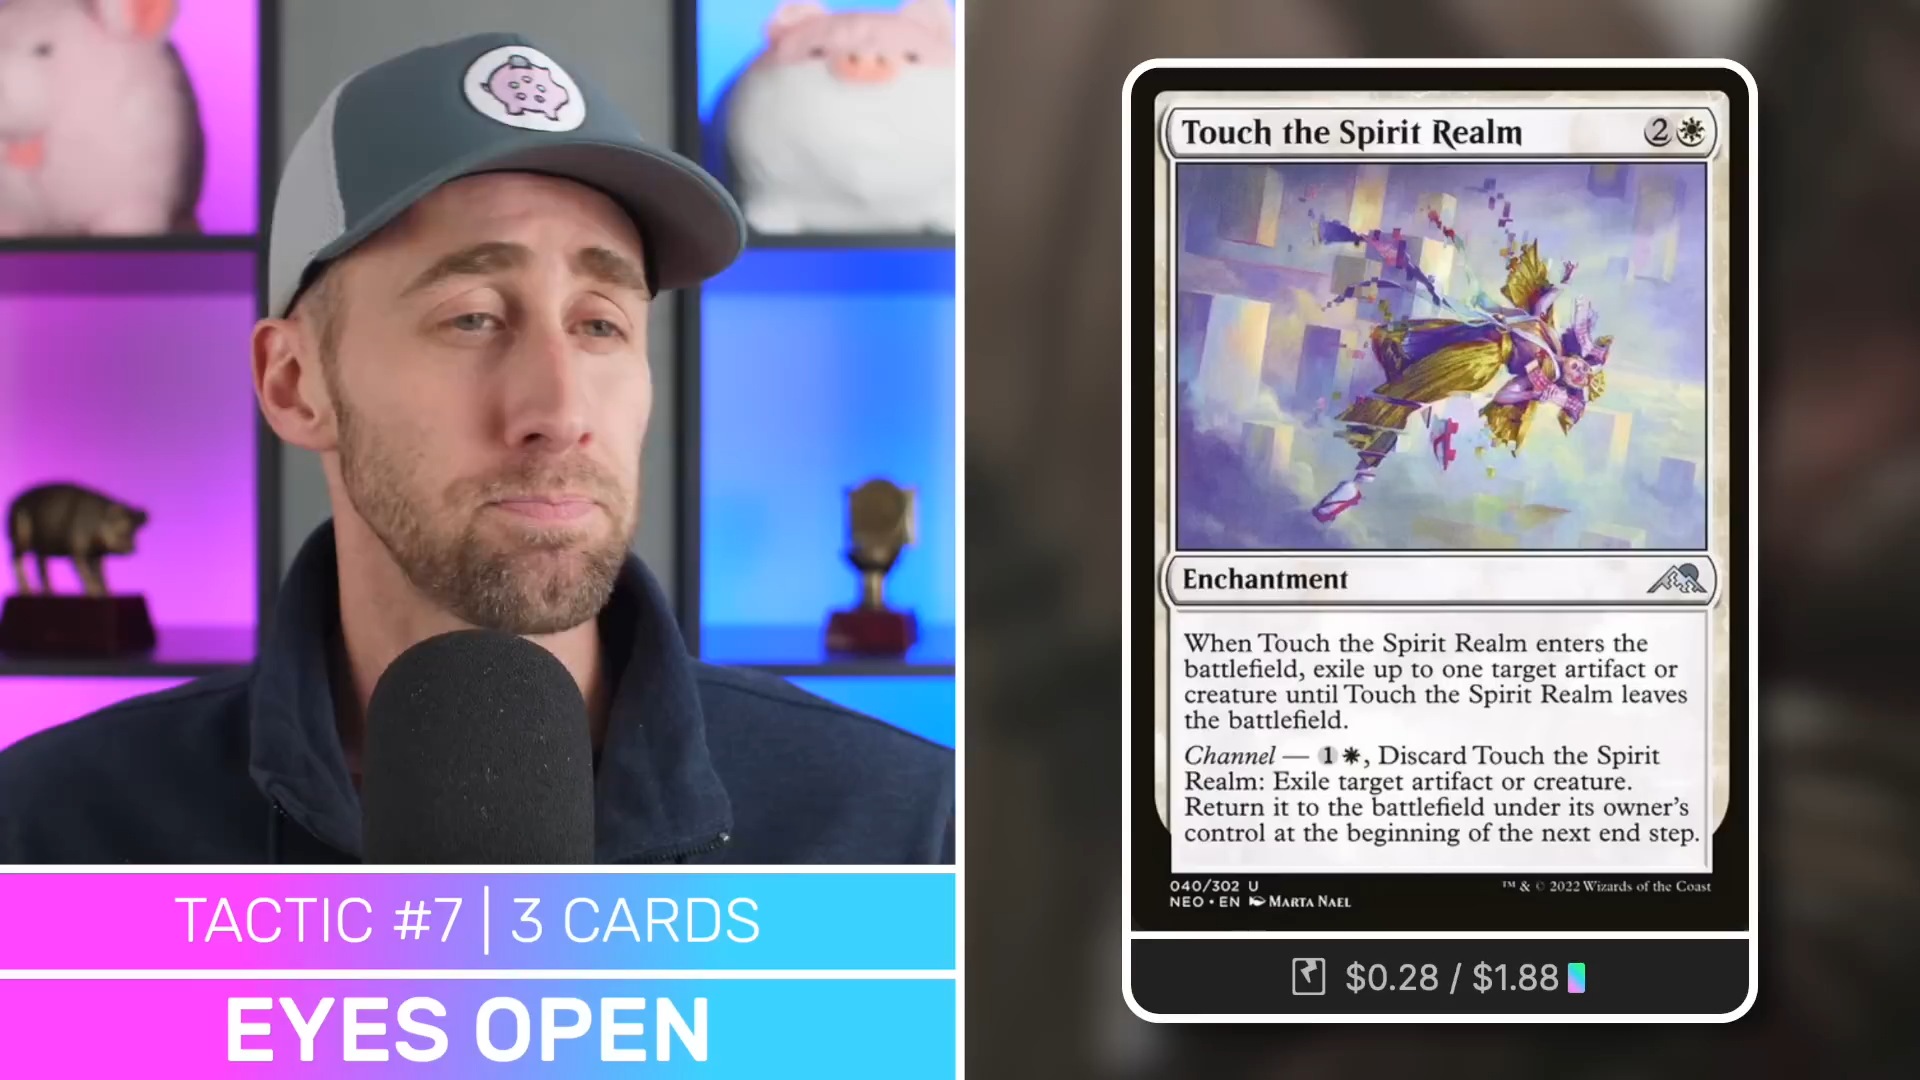 TACTIC #7 | 3 CARDS
EYES OPEN
Touch the Spirit Realm 2
Enchantment
When Touch the Spirit Realm enters the
battlefield, exile up to one target artifact or
creature until Touch the Spirit Realm leaves
the battlefield.
Channel — 1, Discard Touch the Spirit
Realm: Exile target artifact or creature.
Return it to the battlefield under its owner's
control at the beginning of the next end step.
040/302 U
NEO • EN MARTA NAEL
™ & © 2022 Wizards of the Coast
$0.28 / $1.88